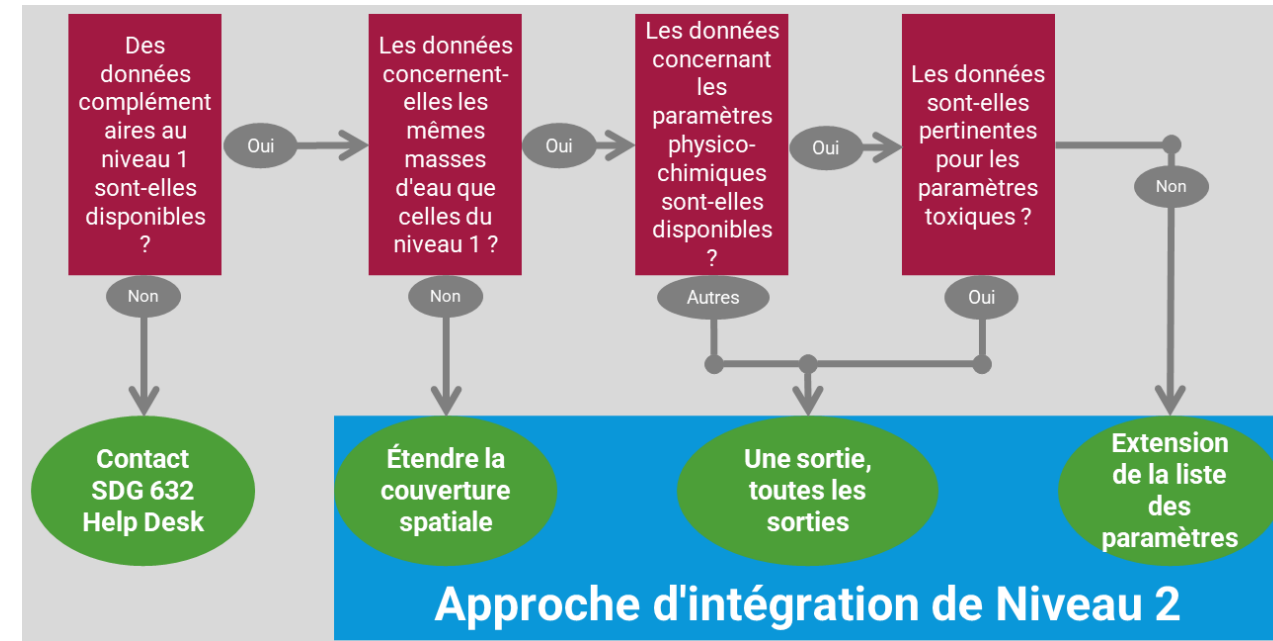 Des
données
complément
aires au
niveau 1
sont-elles
disponibles
?
Oui
Les données
concernent-
elles les
mêmes
masses
d'eau que
celles du
niveau 1 ?
Oui
Les données
concernant
les
paramètres
physico-
chimiques
sont-elles
disponibles
?
Oui
Les données
sont-elles
pertinentes
pour les
paramètres
toxiques ?
Non
Non
Non
Autres
Oui
Contact
SDG 632
Help Desk
Étendre la
couverture
spatiale
Une sortie,
toutes les
sorties
Extension
de la liste
des
paramètres
Approche d'intégration de Niveau 2